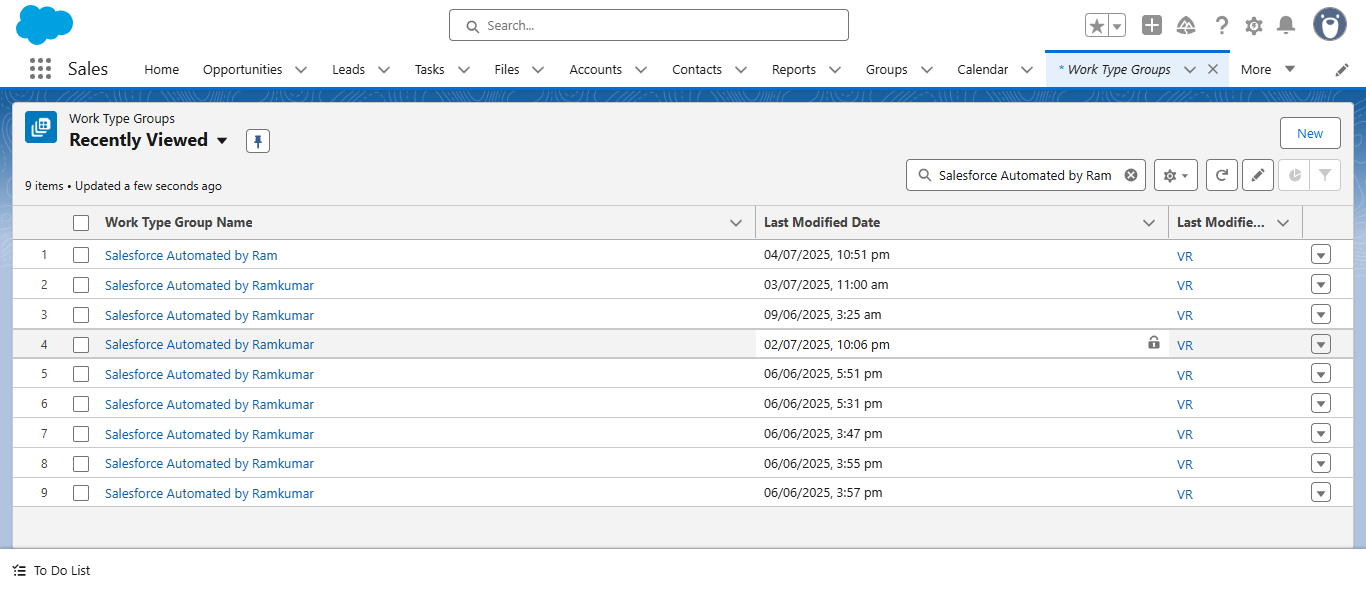 Search...
Sales
Home
Opportunities
Leads
Tasks
Files
Accounts
Contacts
Reports
Groups
Calendar
* Work Type Groups
More
Work Type Groups
Recently Viewed
New
9 items • Updated a few seconds ago
Salesforce Automated by Ram
Work Type Group Name Last Modified Date Last Modifie...
1 Salesforce Automated by Ram 04/07/2025, 10:51 pm VR
2 Salesforce Automated by Ramkumar 03/07/2025, 11:00 am VR
3 Salesforce Automated by Ramkumar 09/06/2025, 3:25 am VR
4 Salesforce Automated by Ramkumar 02/07/2025, 10:06 pm VR
5 Salesforce Automated by Ramkumar 06/06/2025, 5:51 pm VR
6 Salesforce Automated by Ramkumar 06/06/2025, 5:31 pm VR
7 Salesforce Automated by Ramkumar 06/06/2025, 3:47 pm VR
8 Salesforce Automated by Ramkumar 06/06/2025, 3:55 pm VR
9 Salesforce Automated by Ramkumar 06/06/2025, 3:57 pm VR
To Do List